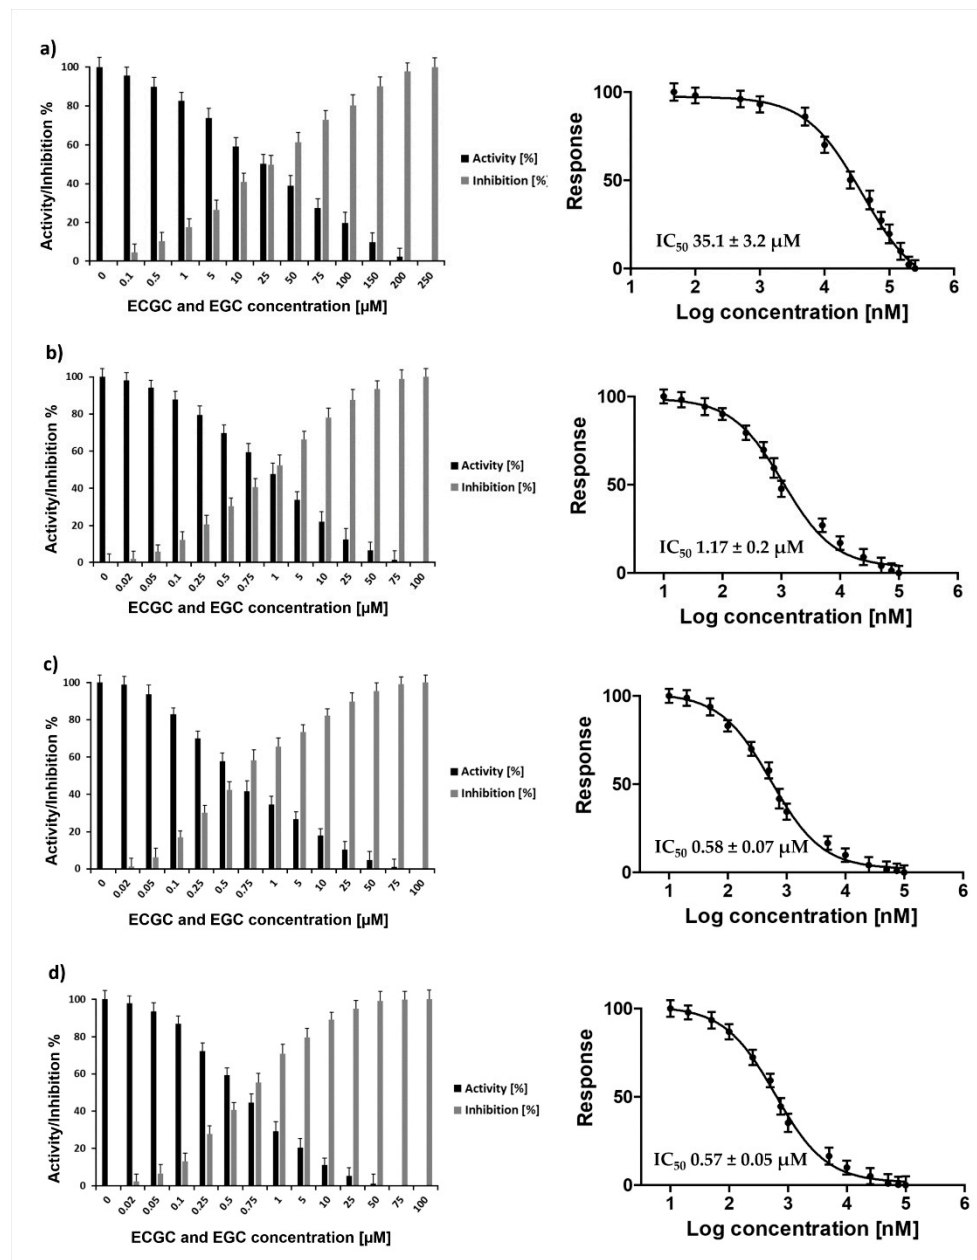 a)
Activity/Inhibition %
100
80
60
40
20
0
0 0.1 0.5 1 5 10 25 50 75 100 150 200 250
ECGC and EGC concentration [µM]
Activity [%]
Inhibition [%]
Response
100
50
0
IC50 35.1 ± 3.2 µM
1 2 3 4 5 6
Log concentration [nM]
b)
Activity/Inhibition %
100
80
60
40
20
0
0 0.02 0.05 0.1 0.25 0.5 0.75 1 5 10 25 50 75 100
ECGC and EGC concentration [µM]
Activity [%]
Inhibition [%]
Response
100
50
0
IC50 1.17 ± 0.2 µM
1 2 3 4 5 6
Log concentration [nM]
c)
Activity/Inhibition %
100
80
60
40
20
0
0 0.02 0.05 0.1 0.25 0.5 0.75 1 5 10 25 50 75 100
ECGC and EGC concentration [µM]
Activity [%]
Inhibition [%]
Response
100
50
0
IC50 0.58 ± 0.07 µM
1 2 3 4 5 6
Log concentration [nM]
d)
Activity/Inhibition %
100
80
60
40
20
0
0 0.02 0.05 0.1 0.25 0.5 0.75 1 5 10 25 50 75 100
ECGC and EGC concentration [µM]
Activity [%]
Inhibition [%]
Response
100
50
0
IC50 0.57 ± 0.05 µM
1 2 3 4 5 6
Log concentration [nM]